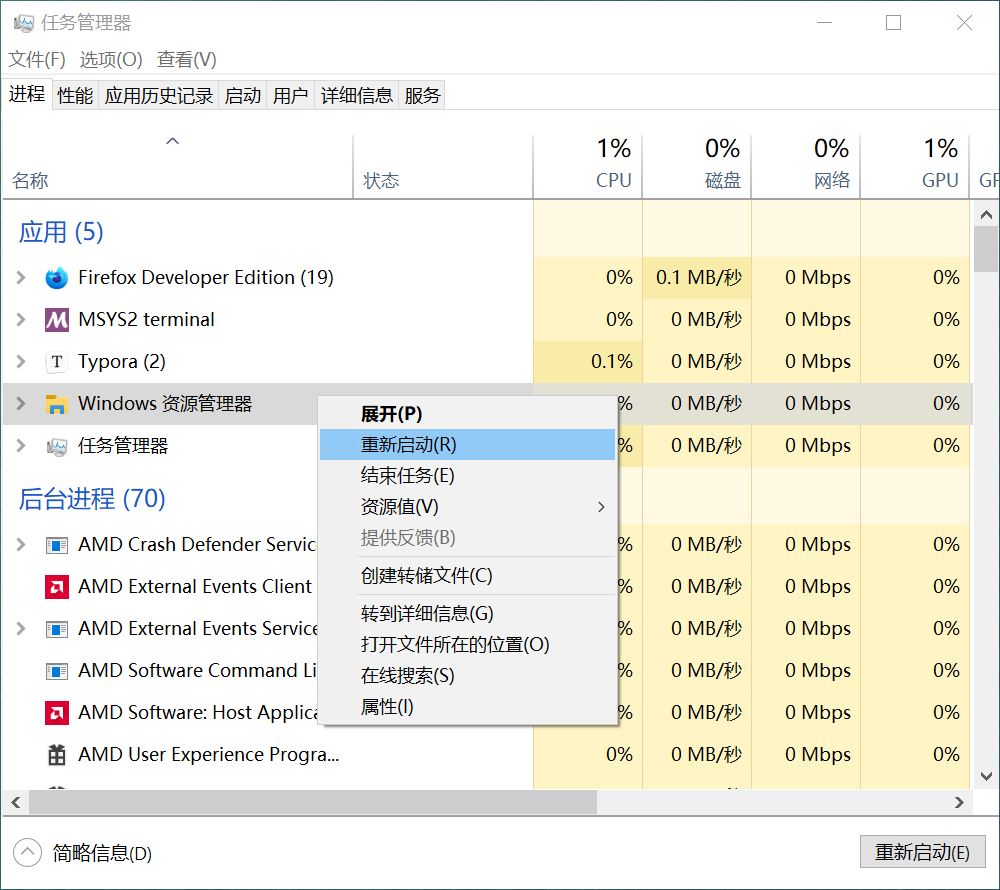 任务管理器
文件(F) 选项(O) 查看(V)
进程 性能 应用历史记录 启动 用户 详细信息 服务
1% 0% 0% 1%
名称 状态 CPU 磁盘 网络 GPU
应用 (5)
Firefox Developer Edition (19) 0% 0.1 MB/秒 0 Mbps 0%
MSYS2 terminal 0% 0 MB/秒 0 Mbps 0%
Typora (2) 0.1% 0 MB/秒 0 Mbps 0%
Windows 资源管理器 % 0 MB/秒 0 Mbps 0%
展开(P)
重新启动(R)
任务管理器 % 0 MB/秒 0 Mbps 0%
结束任务(E)
后台进程 (70)
资源值(V)
提供反馈(B)
AMD Crash Defender Servic % 0 MB/秒 0 Mbps 0%
创建转储文件(C)
AMD External Events Client % 0 MB/秒 0 Mbps 0%
转到详细信息(G)
AMD External Events Service % 0 MB/秒 0 Mbps 0%
打开文件所在的位置(O)
AMD Software Command Li % 0 MB/秒 0 Mbps 0%
在线搜索(S)
AMD Software: Host Applica % 0 MB/秒 0 Mbps 0%
属性(I)
AMD User Experience Progra... 0% 0 MB/秒 0 Mbps 0%
简略信息(D) 重新启动(E)